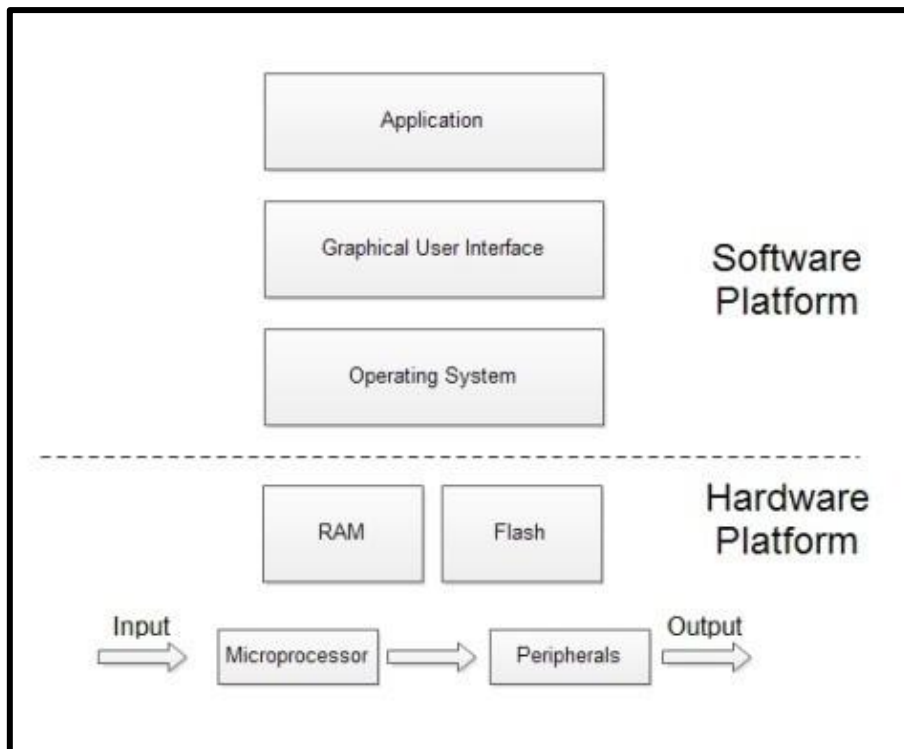 Application
Graphical User Interface
Software
Platform
Operating System
Hardware
Platform
RAM
Flash
Input
Output
Microprocessor
Peripherals